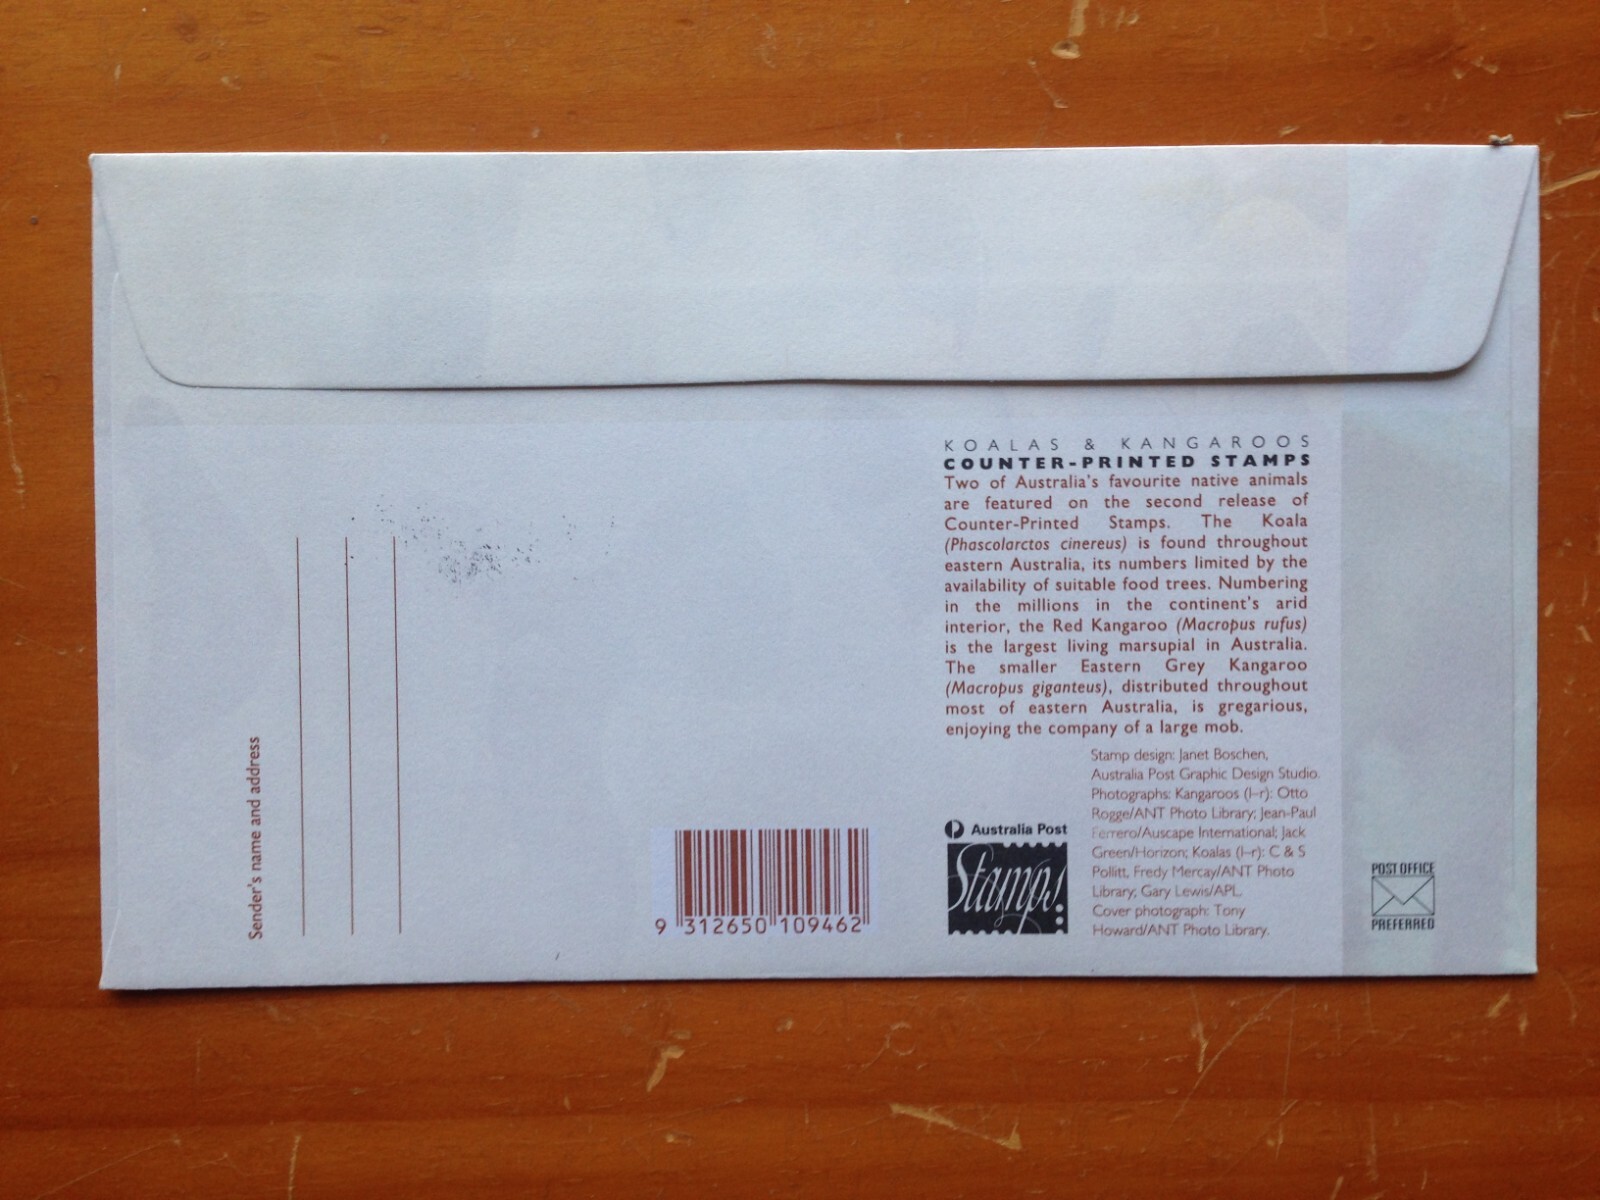 KOALAS & KANGAROOS
COUNTER-PRINTED STAMPS
Two of Australia's favourite native animals
are featured on the second release of
Counter-Printed Stamps. The Koala
(Phascolarctos cinereus) is found throughout
eastern Australia, its numbers limited by the
availability of suitable food trees. Numbering
in the millions in the continent's arid
interior, the Red Kangaroo (Macropus rufus)
is the largest living marsupial in Australia.
The smaller Eastern Grey Kangaroo
(Macropus giganteus), distributed throughout
most of eastern Australia, is gregarious,
enjoying the company of a large mob.
Stamp design: Janet Boschen,
Australia Post Graphic Design Studio.
Photographs: Kangaroos (l–r): Otto
Rogge/ANT Photo Library; Jean-Paul
Ferrero/Auscape International; Jack
Green/Horizon; Koalas (l–r): C & S
Pollitt, Fredy Mercay/ANT Photo
Library; Gary Lewis/APL.
Cover photograph: Tony
Howard/ANT Photo Library.
Australia Post
Stamps
Sender's name and address
9 312650 109462
POST OFFICE
PREFERRED